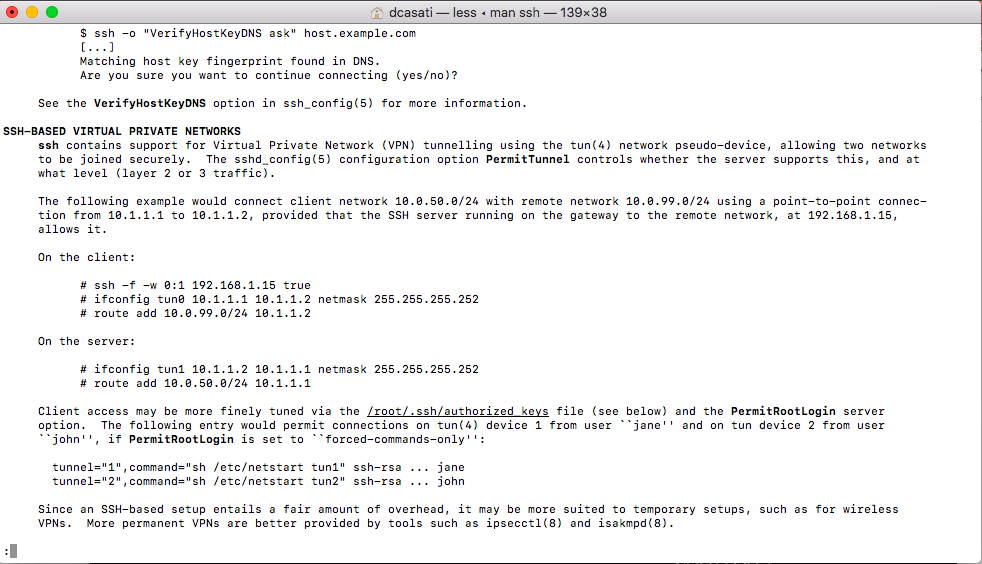 dcasati — less ◂ man ssh — 139×38
$ ssh -o "VerifyHostKeyDNS ask" host.example.com
[...]
Matching host key fingerprint found in DNS.
Are you sure you want to continue connecting (yes/no)?
See the VerifyHostKeyDNS option in ssh_config(5) for more information.
SSH-BASED VIRTUAL PRIVATE NETWORKS
ssh contains support for Virtual Private Network (VPN) tunnelling using the tun(4) network pseudo-device, allowing two networks
to be joined securely.  The sshd_config(5) configuration option PermitTunnel controls whether the server supports this, and at
what level (layer 2 or 3 traffic).
The following example would connect client network 10.0.50.0/24 with remote network 10.0.99.0/24 using a point-to-point connec-
tion from 10.1.1.1 to 10.1.1.2, provided that the SSH server running on the gateway to the remote network, at 192.168.1.15,
allows it.
On the client:
# ssh -f -w 0:1 192.168.1.15 true
# ifconfig tun0 10.1.1.1 10.1.1.2 netmask 255.255.255.252
# route add 10.0.99.0/24 10.1.1.2
On the server:
# ifconfig tun1 10.1.1.2 10.1.1.1 netmask 255.255.255.252
# route add 10.0.50.0/24 10.1.1.1
Client access may be more finely tuned via the /root/.ssh/authorized_keys file (see below) and the PermitRootLogin server
option.  The following entry would permit connections on tun(4) device 1 from user ``jane'' and on tun device 2 from user
``john'', if PermitRootLogin is set to ``forced-commands-only'':
tunnel="1",command="sh /etc/netstart tun1" ssh-rsa ... jane
tunnel="2",command="sh /etc/netstart tun2" ssh-rsa ... john
Since an SSH-based setup entails a fair amount of overhead, it may be more suited to temporary setups, such as for wireless
VPNs.  More permanent VPNs are better provided by tools such as ipsecctl(8) and isakmpd(8).
: